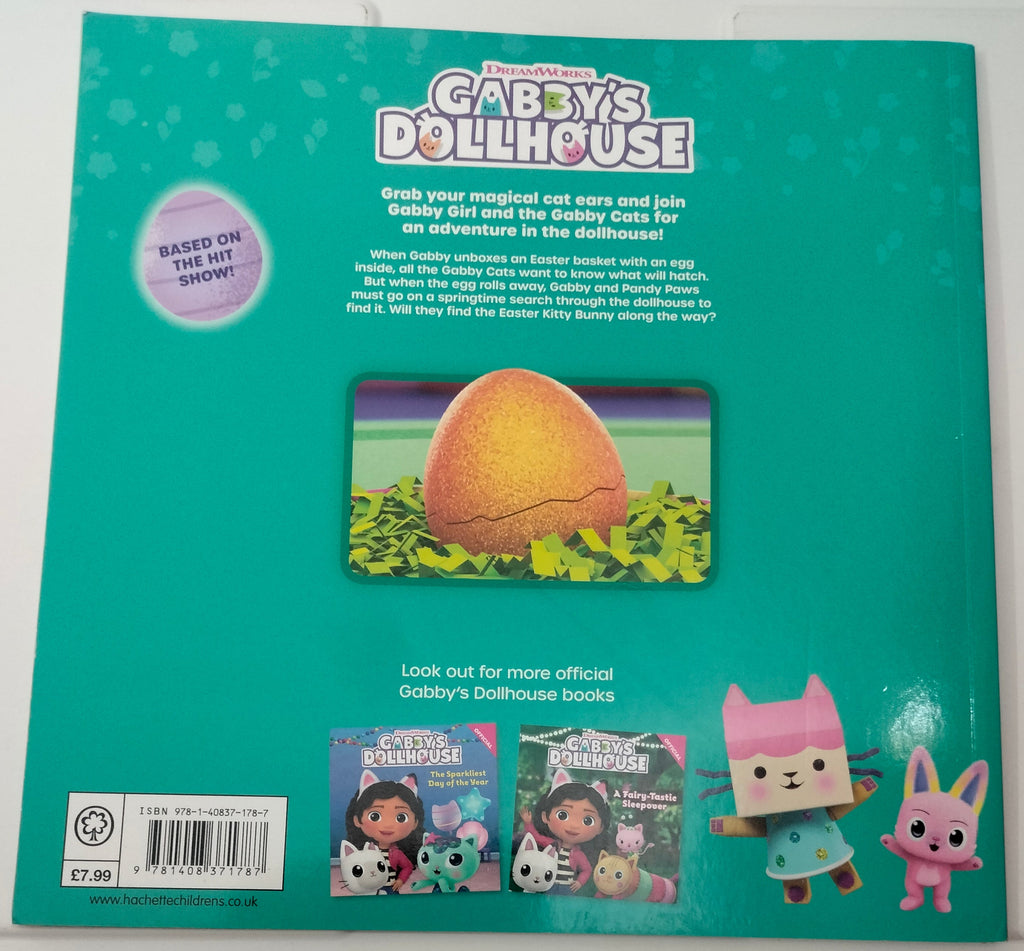 DREAMWORKS
GABBY'S
DOLLHOUSE
Grab your magical cat ears and join
Gabby Girl and the Gabby Cats for
an adventure in the dollhouse!
BASED ON
THE HIT
SHOW!
When Gabby unboxes an Easter basket with an egg
inside, all the Gabby Cats want to know what will hatch.
But when the egg rolls away, Gabby and Pandy Paws
must go on a springtime search through the dollhouse to
find it. Will they find the Easter Kitty Bunny along the way?
Look out for more official
Gabby's Dollhouse books
DREAMWORKS
GABBY'S
DOLLHOUSE
OFFICIAL
The Sparkliest
Day of the Year
DREAMWORKS
GABBY'S
DOLLHOUSE
OFFICIAL
A Fairy-Tastic
Sleepover
ISBN 978-1-40837-178-7
9 781408 371787
£7.99
www.hachettechildrens.co.uk